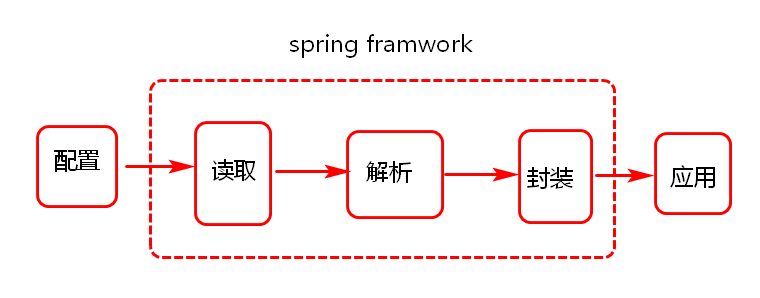 spring framwork
配置
读取
解析
封装
应用